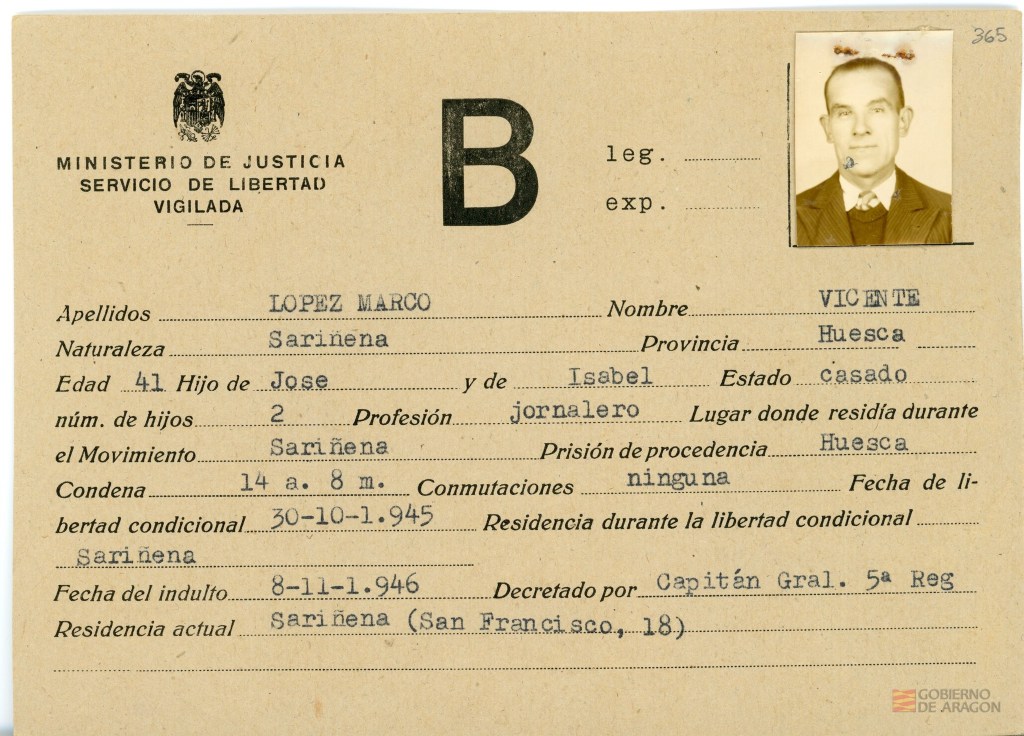 365
MINISTERIO DE JUSTICIA
SERVICIO DE LIBERTAD
VIGILADA
B
leg.
exp.
Apellidos LOPEZ MARCO Nombre VICENTE
Naturaleza Sariñena Provincia Huesca
Edad 41 Hijo de Jose y de Isabel Estado casado
núm. de hijos 2 Profesión jornalero Lugar donde residía durante
el Movimiento Sariñena Prisión de procedencia Huesca
Condena 14 a. 8 m. Conmutaciones ninguna Fecha de li-
bertad condicional 30-10-1.945 Residencia durante la libertad condicional
Sariñena
Fecha del indulto 8-11-1.946 Decretado por Capitán Gral. 5ª Reg
Residencia actual Sariñena (San Francisco, 18)
GOBIERNO
DE ARAGON